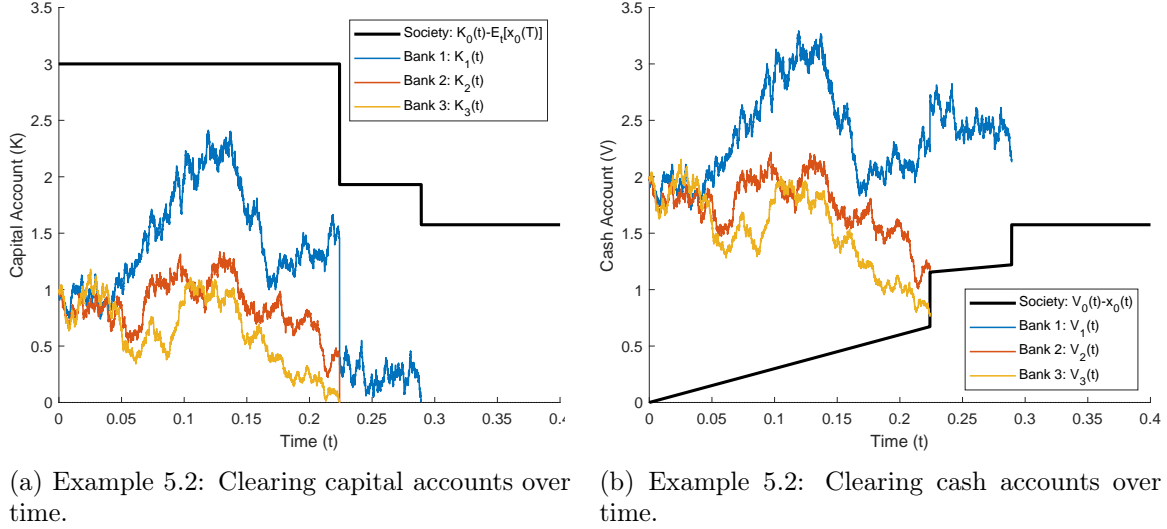 3.5
3
2.5
2
1.5
1
0.5
0
Capital Account (K)
0 0.05 0.1 0.15 0.2 0.25 0.3 0.35 0.4
Time (t)
Society: K_0(t)-E_t[x_0(T)]
Bank 1: K_1(t)
Bank 2: K_2(t)
Bank 3: K_3(t)
(a) Example 5.2: Clearing capital accounts over
time.
3.5
3
2.5
2
1.5
1
0.5
0
Cash Account (V)
0 0.05 0.1 0.15 0.2 0.25 0.3 0.35 0.4
Time (t)
Society: V_0(t)-x_0(t)
Bank 1: V_1(t)
Bank 2: V_2(t)
Bank 3: V_3(t)
(b) Example 5.2: Clearing cash accounts over
time.